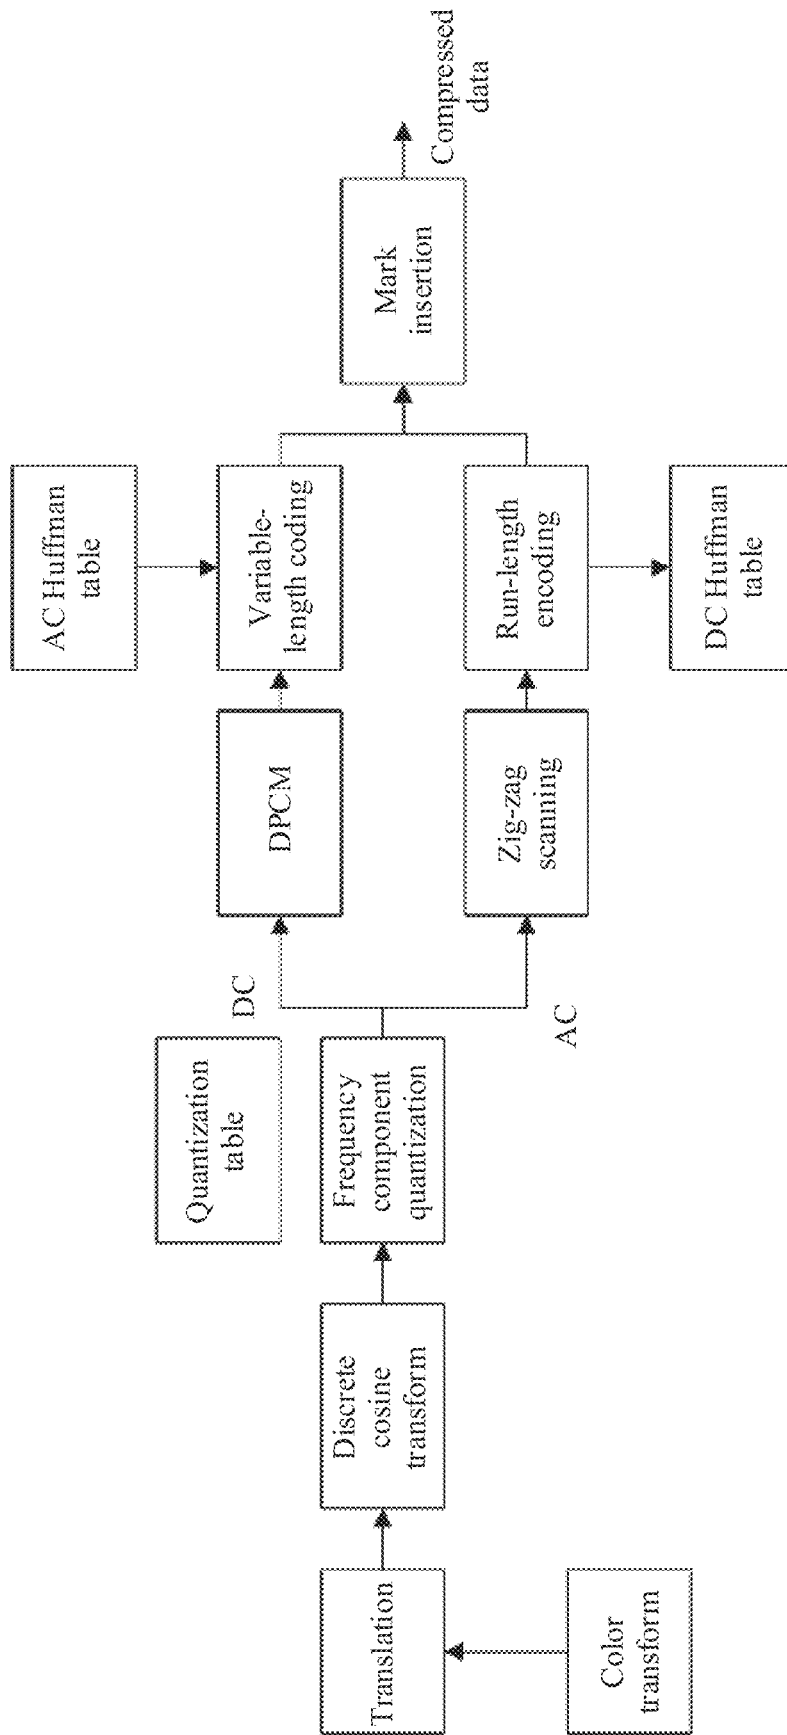 Color
transform
Translation
Discrete
cosine
transform
Quantization
table
Frequency
component
quantization
DC
AC
DPCM
Zig-zag
scanning
AC Huffman
table
Variable-
length coding
Run-length
encoding
DC Huffman
table
Mark
insertion
Compressed
data